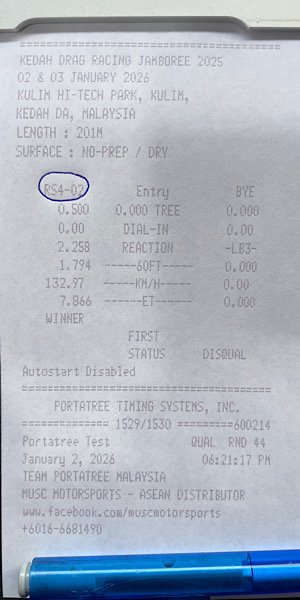 ========================================
KEDAH DRAG RACING JAMBOREE 2025
02 & 03 JANUARY 2026
KULIM HI-TECH PARK, KULIM,
KEDAH DA, MALAYSIA
LENGTH : 201M
SURFACE : NO-PREP / DRY
RS4-02 Entry BYE
0.500 0.000 TREE 0.000
0.00 DIAL-IN 0.00
2.258 REACTION -LB3-
1.794 ------60FT----- 0.000
132.97 ------KM/H----- 0.00
7.866 -------ET------ 0.000
WINNER
FIRST
STATUS DISQUAL
Autostart Disabled
========================================
PORTATREE TIMING SYSTEMS, INC.
============= 1529/1530 =========600214
Portatree Test QUAL RND 44
January 2, 2026 06:21:17 PM
TEAM PORTATREE MALAYSIA
MUSC MOTORSPORTS - ASEAN DISTRIBUTOR
www.facebook.com/muscmotorsports
+6016-6681490